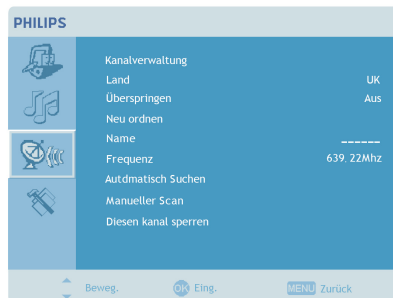 PHILIPS
Kanalverwaltung
Land UK
Überspringen Aus
Neu ordnen
Name ______
Frequenz 639,22Mhz
Autdmatisch Suchen
Manueller Scan
Diesen kanal sperren
Beweg. OK Eing. MENU Zurück